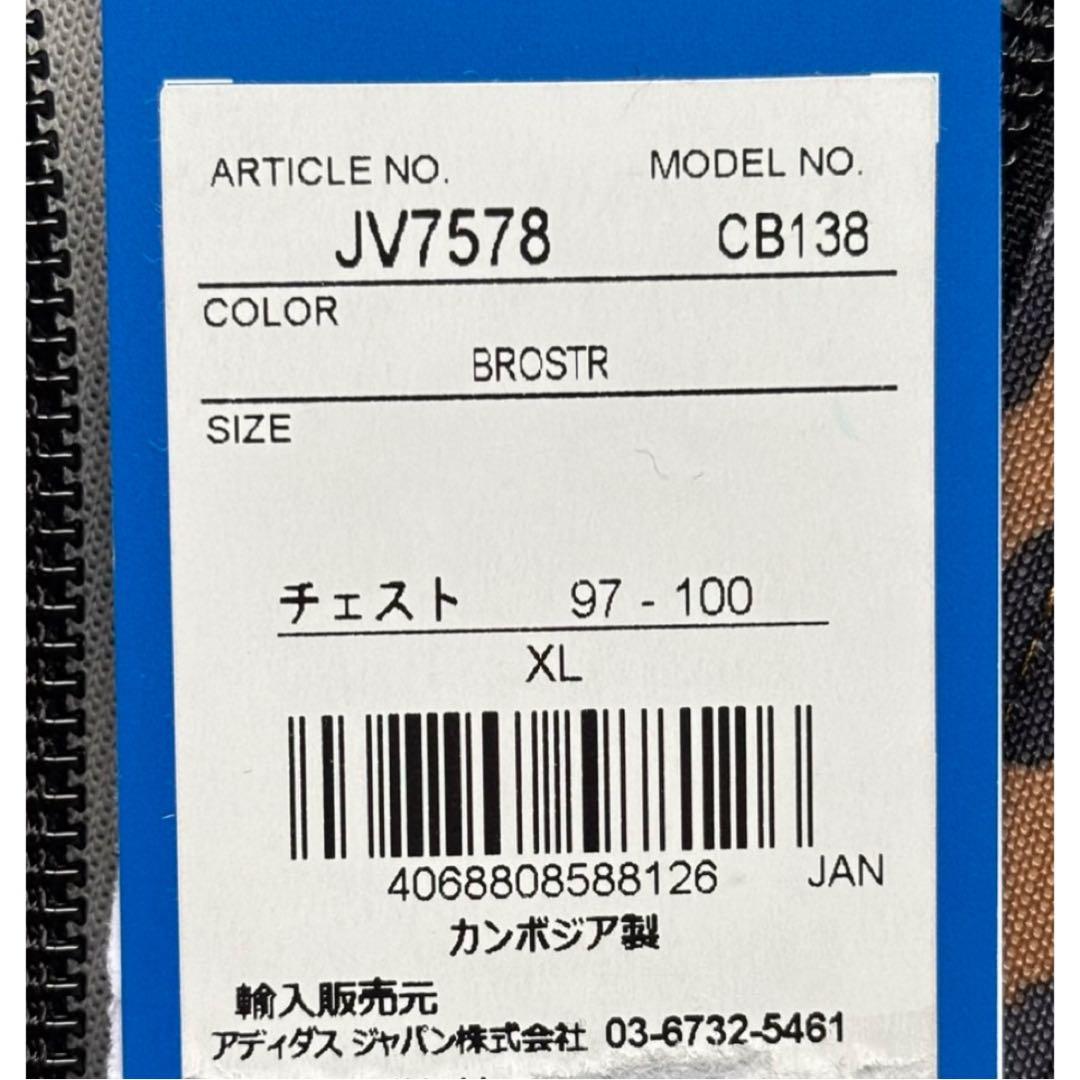 ARTICLE NO. MODEL NO.
JV7578 CB138
COLOR
BROSTR
SIZE
チェスト 97 - 100
XL
4068808588126 JAN
カンボジア製
輸入販売元
アディダス ジャパン株式会社 03-6732-5461